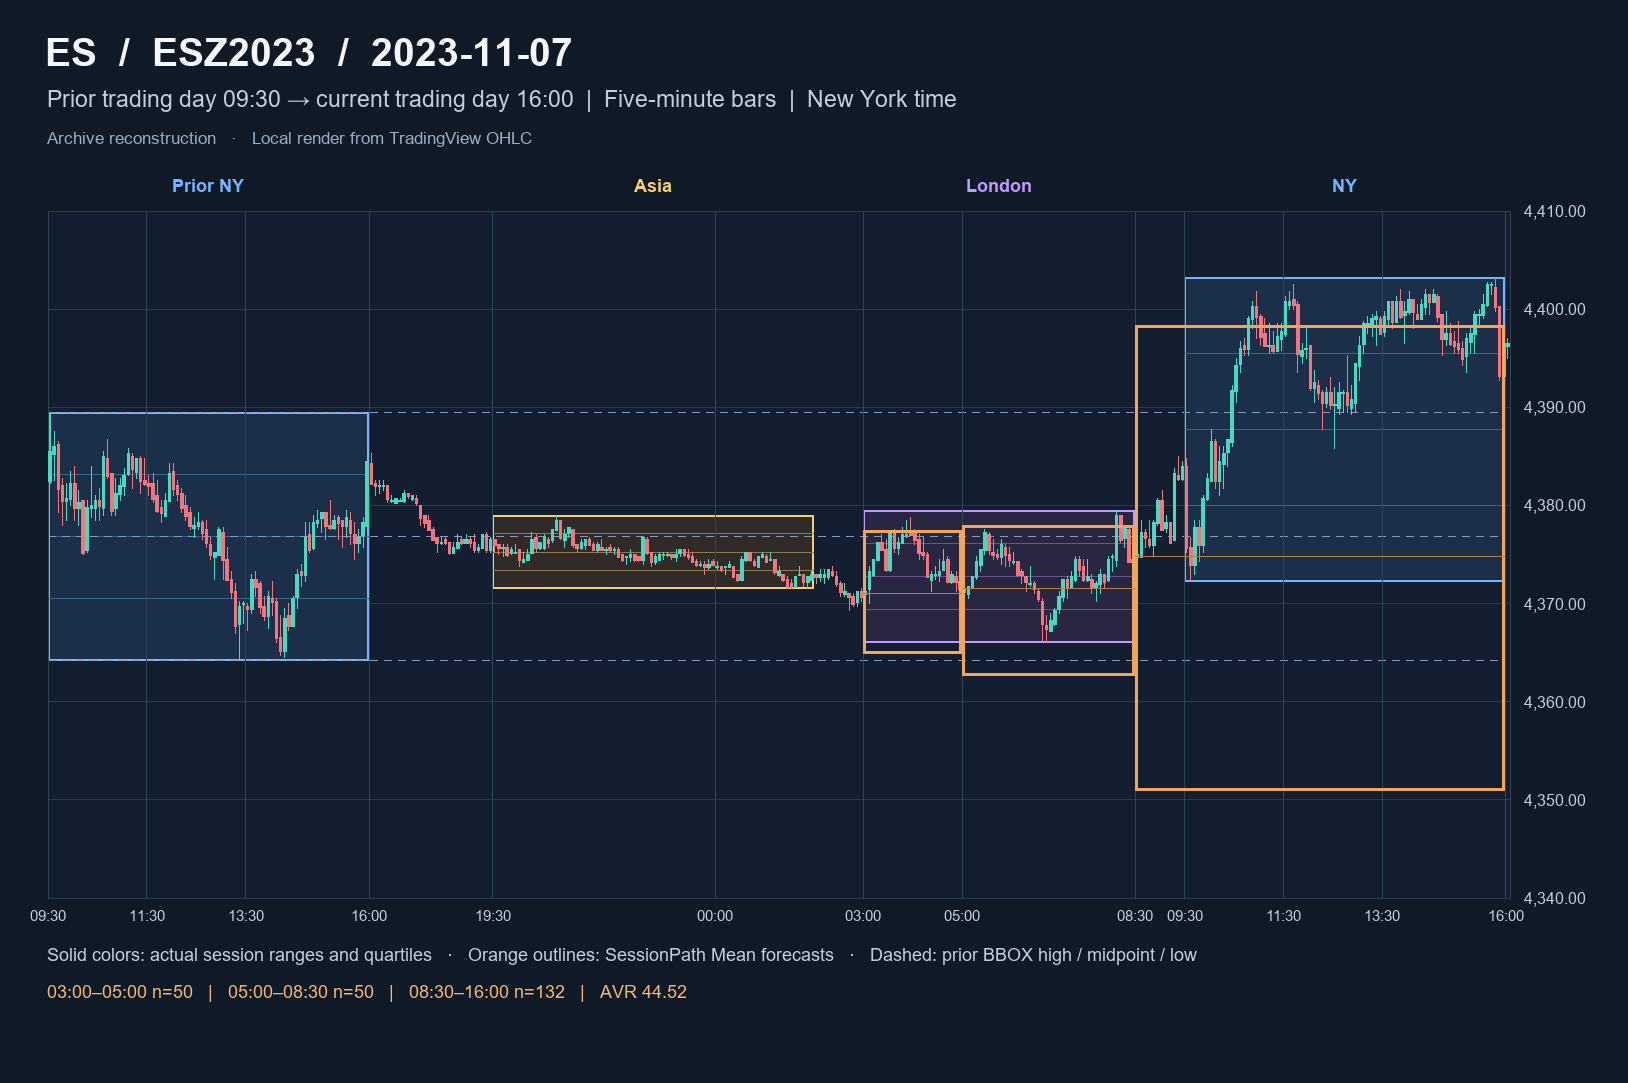 ES / ESZ2023 / 2023-11-07
Prior trading day 09:30 → current trading day 16:00 | Five-minute bars | New York time
Archive reconstruction · Local render from TradingView OHLC
Prior NY Asia London NY
4,410.00
4,400.00
4,390.00
4,380.00
4,370.00
4,360.00
4,350.00
4,340.00
09:30 11:30 13:30 16:00 19:30 00:00 03:00 05:00 08:30 09:30 11:30 13:30 16:00
Solid colors: actual session ranges and quartiles · Orange outlines: SessionPath Mean forecasts · Dashed: prior BBOX high / midpoint / low
03:00–05:00 n=50 | 05:00–08:30 n=50 | 08:30–16:00 n=132 | AVR 44.52